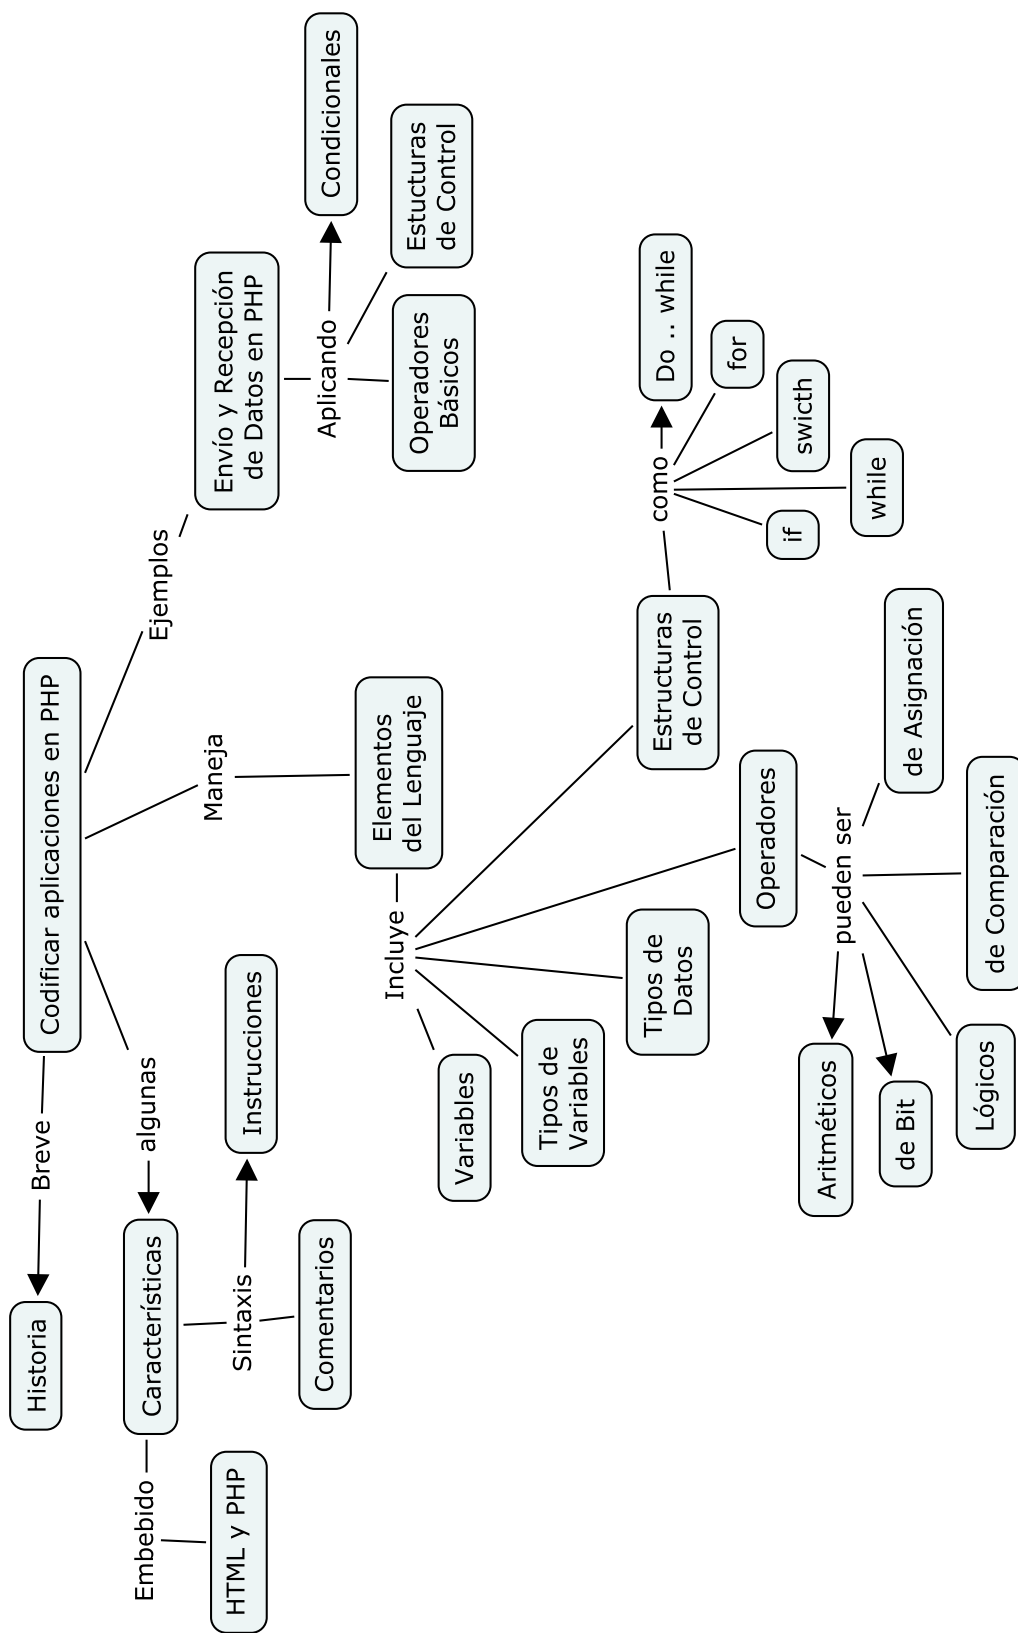 Codificar aplicaciones en PHP
Breve
Historia
algunas
Características
Embebido
HTML y PHP
Sintaxis
Instrucciones
Comentarios
Maneja
Elementos
del Lenguaje
Incluye
Variables
Tipos de
Variables
Tipos de
Datos
Operadores
pueden ser
Aritméticos
de Bit
Lógicos
de Comparación
de Asignación
Estructuras
de Control
como
if
while
swicth
for
Do .. while
Ejemplos
Envío y Recepción
de Datos en PHP
Aplicando
Operadores
Básicos
Estucturas
de Control
Condicionales